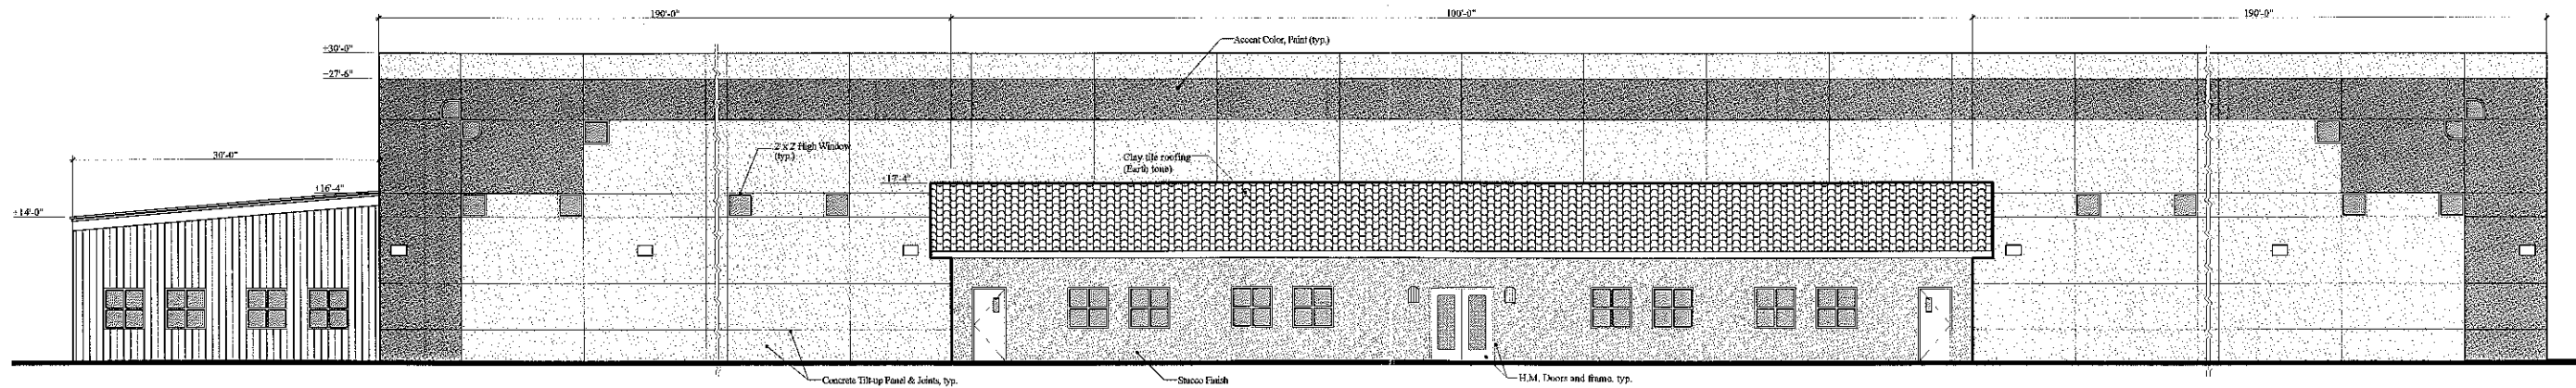 190'-0"
100'-0"
190'-0"
Accent Color, Paint (typ.)
+30'-0"
+27'-6"
2' x 2' High Window
(typ.)
30'-0"
Clay tile roofing
(Earth tone)
+17'-4"
+16'-4"
+14'-0"
Concrete Tilt-up Panel & Joints, typ.
Stucco Finish
H.M. Doors and frame, typ.